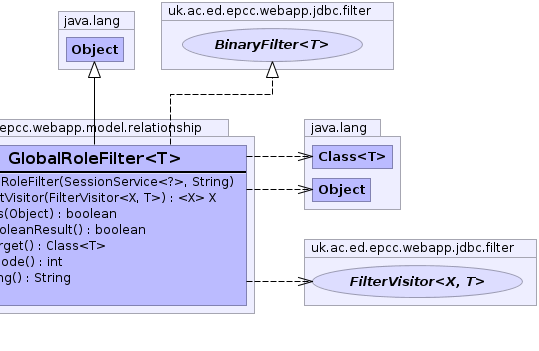 java.lang
Object
uk.ac.ed.epcc.webapp.jdbc.filter
BinaryFilter<T>
epcc.webapp.model.relationship
GlobalRoleFilter<T>
RoleFilter(SessionService<?>, String)
tVisitor(FilterVisitor<X, T>) : <X> X
s(Object) : boolean
oleanResult() : boolean
rget() : Class<T>
ode() : int
ng() : String
java.lang
Class<T>
Object
uk.ac.ed.epcc.webapp.jdbc.filter
FilterVisitor<X, T>